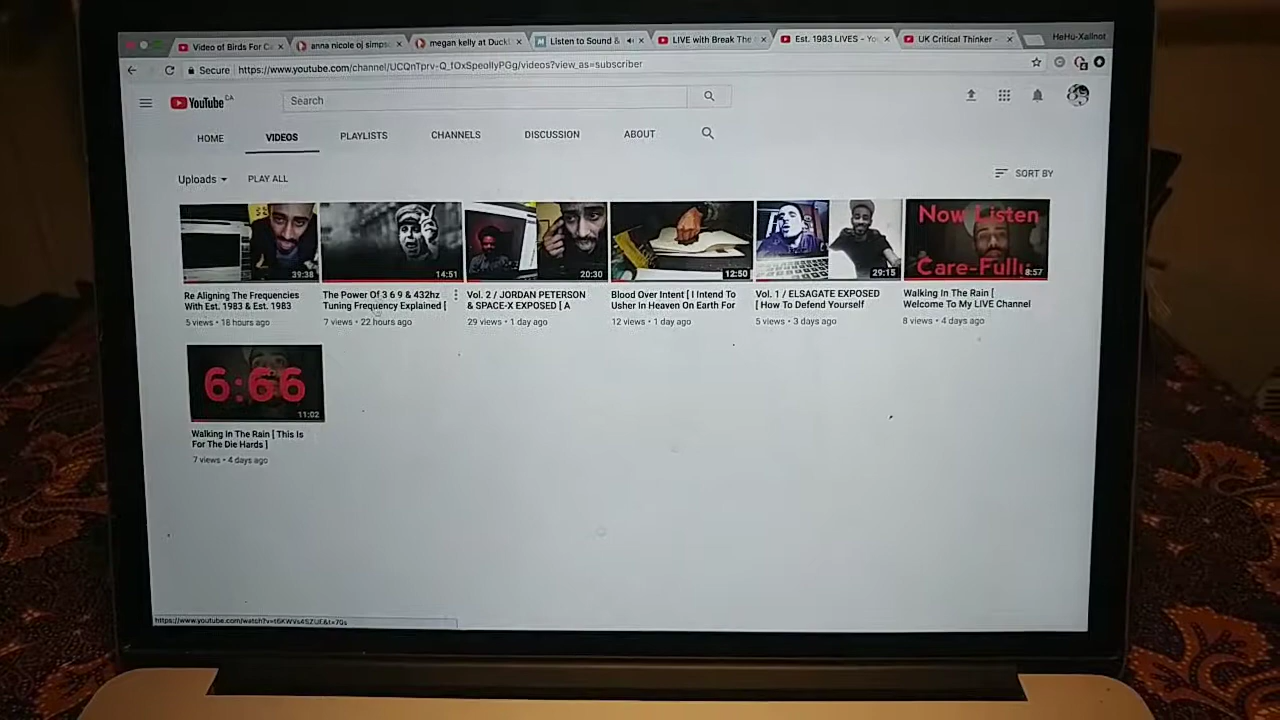 Video of Birds For Ca
anna nicole oj simps
megan kelly at Duckl
Listen to Sound &
LIVE with Break The
Est. 1983 LIVES - Yo
UK Critical Thinker -
HeHu-Xallnot
Secure
https://www.youtube.com/channel/UCQnTprv-Q_fOxSpeollyPGg/videos?view_as=subscriber
YouTube CA
Search
HOME
VIDEOS
PLAYLISTS
CHANNELS
DISCUSSION
ABOUT
Uploads
PLAY ALL
SORT BY
39:38
14:51
20:30
12:50
29:15
Now Listen
Care-Fully
8:57
Re Aligning The Frequencies
With Est. 1983 & Est. 1983
5 views • 18 hours ago
The Power Of 3 6 9 & 432hz
Tuning Frequency Explained [
7 views • 22 hours ago
Vol. 2 / JORDAN PETERSON
& SPACE-X EXPOSED [ A
29 views • 1 day ago
Blood Over Intent [ I Intend To
Usher in Heaven On Earth For
12 views • 1 day ago
Vol. 1 / ELSAGATE EXPOSED
[ How To Defend Yourself
5 views • 3 days ago
Walking In The Rain [
Welcome To My LIVE Channel
8 views • 4 days ago
6:66
11:02
Walking In The Rain [ This Is
For The Die Hards ]
7 views • 4 days ago